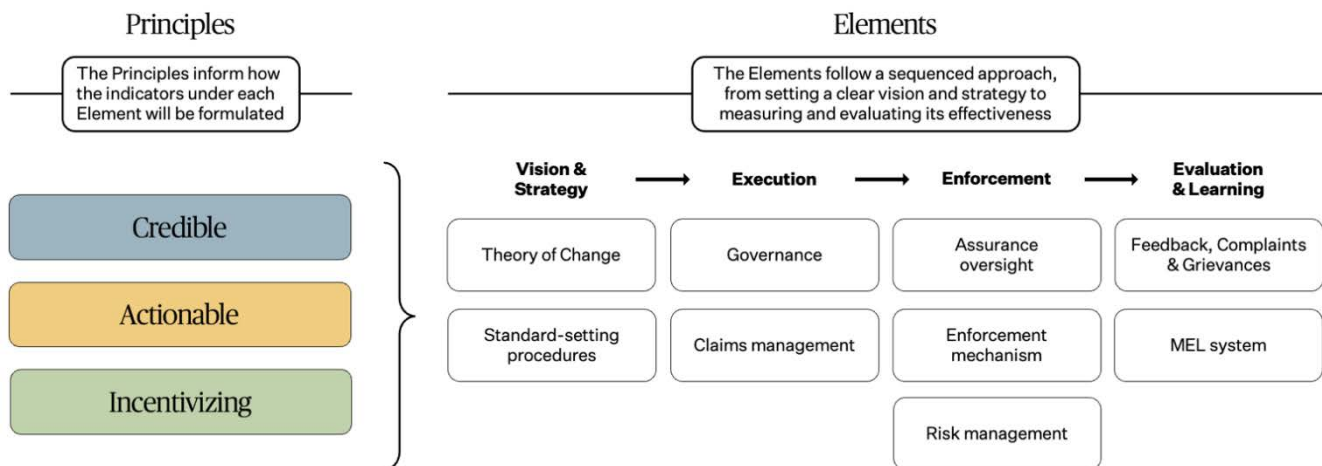 Principles
The Principles inform how
the indicators under each
Element will be formulated
Credible
Actionable
Incentivizing
Elements
The Elements follow a sequenced approach,
from setting a clear vision and strategy to
measuring and evaluating its effectiveness
Vision &
Strategy
Execution
Enforcement
Evaluation
& Learning
Theory of Change
Governance
Assurance
oversight
Feedback, Complaints
& Grievances
Standard-setting
procedures
Claims management
Enforcement
mechanism
MEL system
Risk management